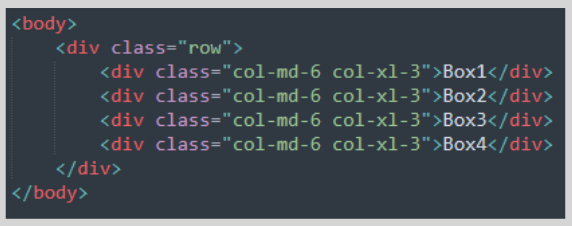 <body>
<div class="row">
<div class="col-md-6 col-xl-3">Box1</div>
<div class="col-md-6 col-xl-3">Box2</div>
<div class="col-md-6 col-xl-3">Box3</div>
<div class="col-md-6 col-xl-3">Box4</div>
</div>
</body>